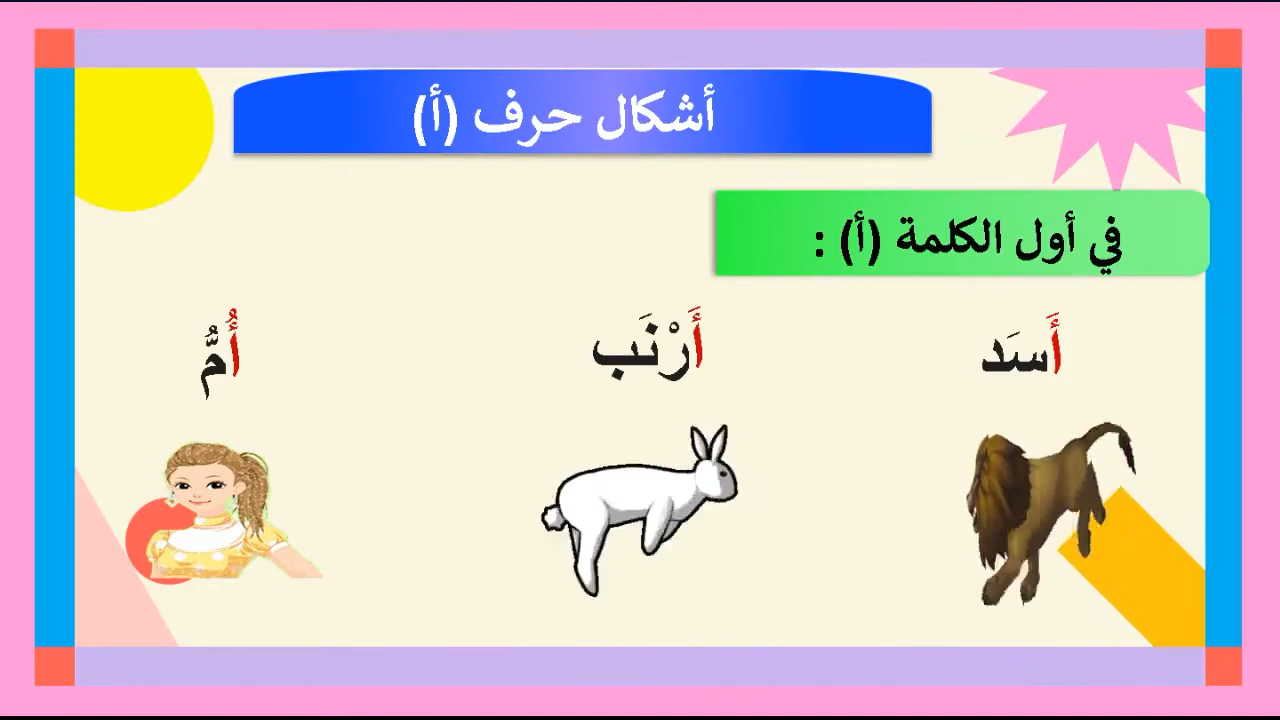 أشكال حرف (أ)
في أول الكلمة (أ) :
أَسَد أَرْنَب أُمُّ